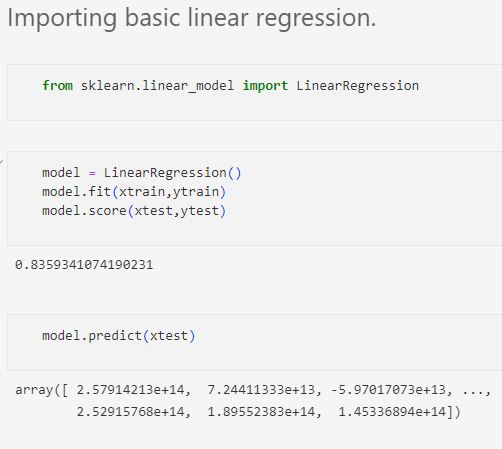 Importing basic linear regression.
from sklearn.linear_model import LinearRegression
model = LinearRegression()
model.fit(xtrain,ytrain)
model.score(xtest,ytest)
0.8359341074190231
model.predict(xtest)
array([ 2.57914213e+14,  7.24411333e+13, -5.97017073e+13, ...,
2.52915768e+14,  1.89552383e+14,  1.45336894e+14])